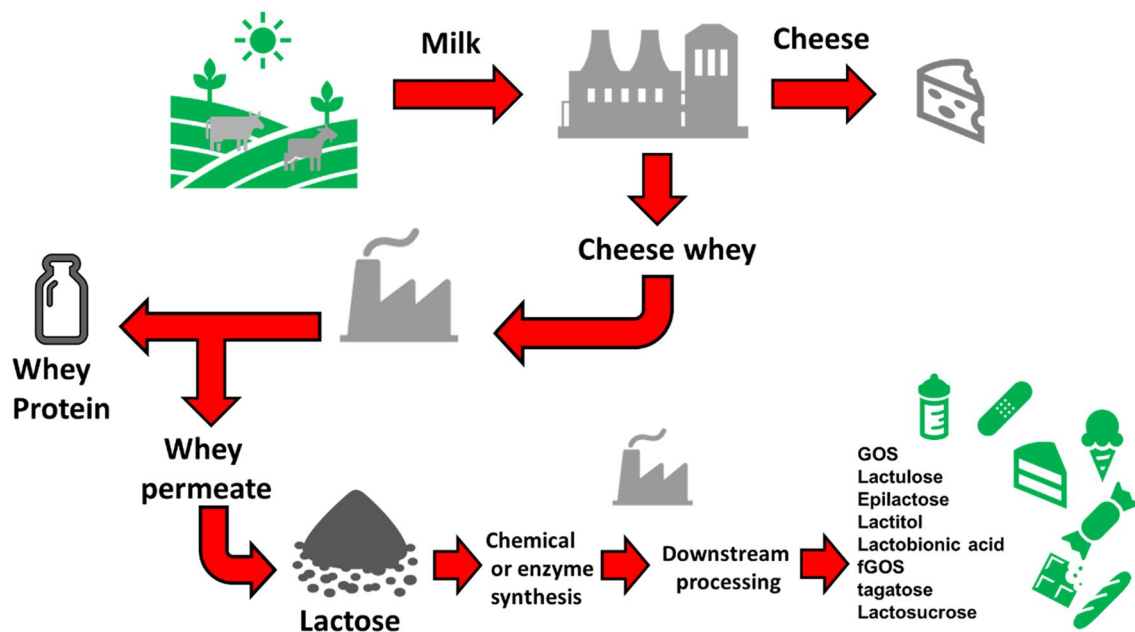 Milk
Cheese
Cheese whey
Whey
Protein
Whey
permeate
Lactose
Chemical
or enzyme
synthesis
Downstream
processing
GOS
Lactulose
Epilactose
Lactitol
Lactobionic acid
fGOS
tagatose
Lactosucrose